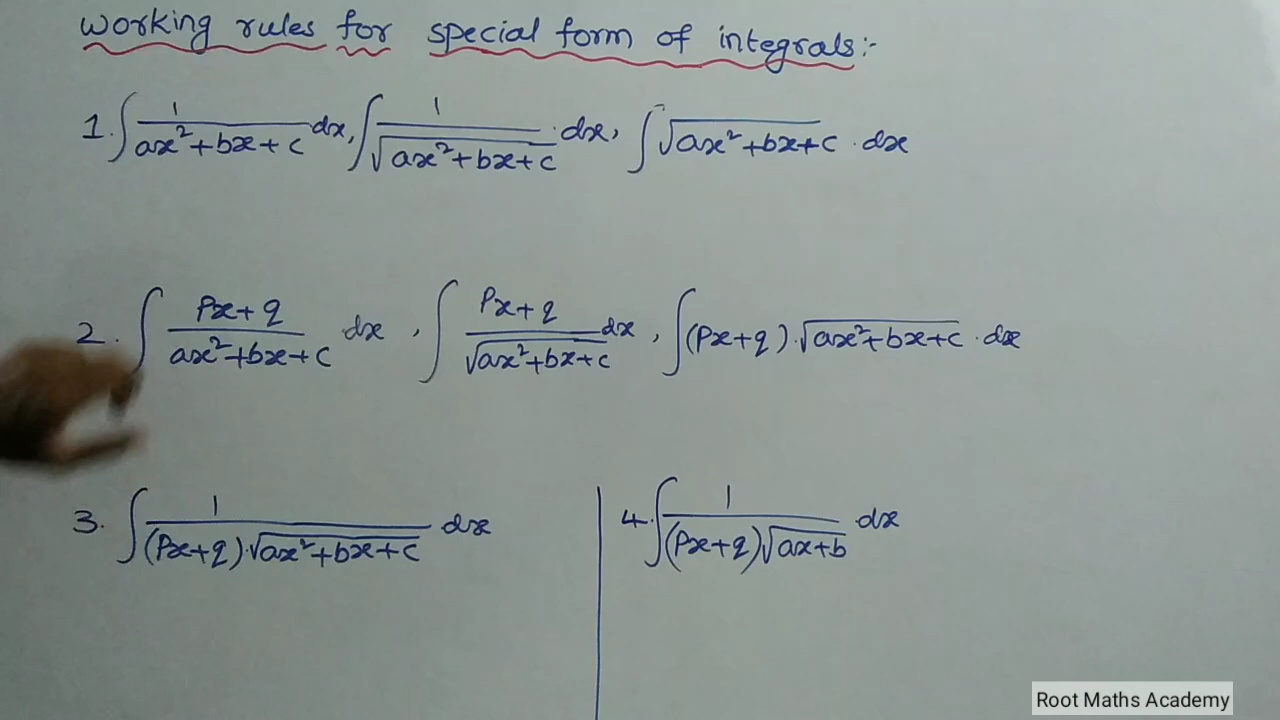 working rules for special form of integrals:-
1. ∫ 1/(ax²+bx+c) dx, ∫ 1/√(ax²+bx+c) · dx, ∫ √(ax²+bx+c) · dx
2. ∫ (Px+q)/(ax²+bx+c) dx , ∫ (Px+q)/√(ax²+bx+c) dx , ∫ (Px+q)·√(ax²+bx+c) · dx
3. ∫ 1/((Px+q)·√(ax²+bx+c)) dx
4. ∫ 1/((Px+q)√(ax+b)) dx
Root Maths Academy